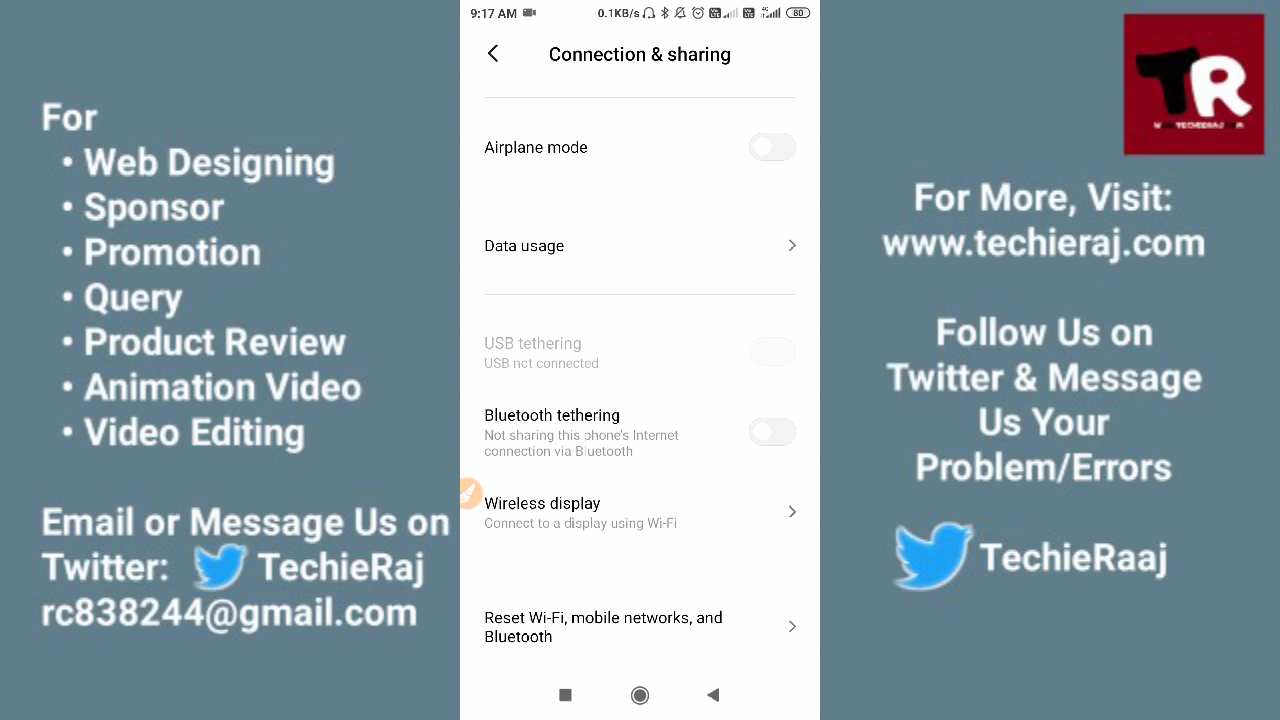 For
• Web Designing
• Sponsor
• Promotion
• Query
• Product Review
• Animation Video
• Video Editing
Email or Message Us on
Twitter: TechieRaj
rc838244@gmail.com
9:17 AM 0.1KB/s 4G 80
Connection & sharing
Airplane mode
Data usage
USB tethering
USB not connected
Bluetooth tethering
Not sharing this phone's Internet
connection via Bluetooth
Wireless display
Connect to a display using Wi-Fi
Reset Wi-Fi, mobile networks, and
Bluetooth
TR
For More, Visit:
www.techieraj.com
Follow Us on
Twitter & Message
Us Your
Problem/Errors
TechieRaaj